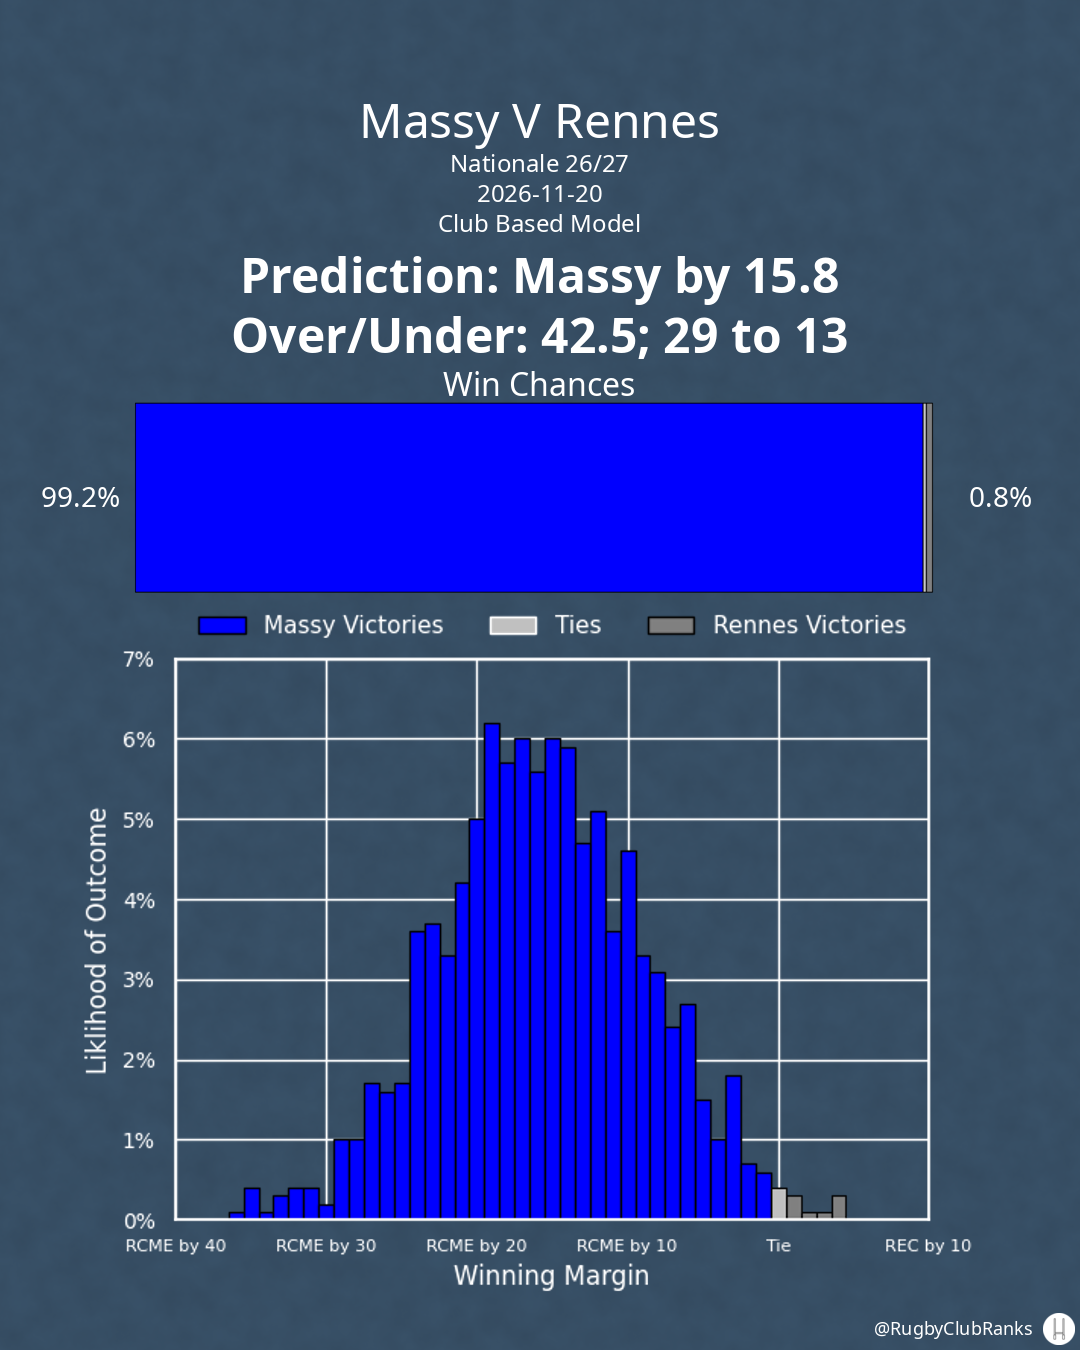 Massy V Rennes
Nationale 26/27
2026-11-20
Club Based Model
Prediction: Massy by 15.8
Over/Under: 42.5; 29 to 13
Win Chances
99.2%
0.8%
Massy Victories
Ties
Rennes Victories
7%
6%
5%
4%
3%
2%
1%
0%
Liklihood of Outcome
RCME by 40
RCME by 30
RCME by 20
RCME by 10
Tie
REC by 10
Winning Margin
@RugbyClubRanks